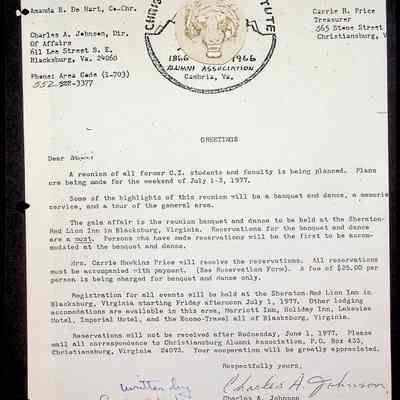 Amanda E. De Hart, Co-Chr.
Charles A. Johnson, Dir.
Of Affairs
611 Lee Street S. E.
Blacksburg, Va. 24060
Phone: Area Code (1-703)
552-3377
Carrie H. Price
Treasurer
565 Stone Street
Christiansburg, V
CHRIS
TUTE
1866 1966
ALUMNI ASSOCIATION
Cambria, Va.
GREETINGS
Dear
A reunion of all former C.I. students and faculty is being planned. Plans
are being made for the weekend of July 1-3, 1977.
Some of the highlights of this reunion will be a banquet and dance, a memoria
service, and a tour of the general area.
The gala affair is the reunion banquet and dance to be held at the Sheraton-
Red Lion Inn in Blacksburg, Virginia. Reservations for the banquet and dance
are a must. Persons who have made reservations will be the first to be accom-
modated at the banquet and dance.
Mrs. Carrie Hawkins Price will receive the reservations. All reservations
must be accompanied with payment. (See Reservation Form). A fee of $25.00 per
person is being charged for banquet and dance only.
Registration for all events will be held at the Sheraton-Red Lion Inn in
Blacksburg, Virginia starting Friday afternoon July 1, 1977. Other lodging
accomodations are available in this area, Marriott Inn, Holiday Inn, Lakeview
Hotel, Imperial Hotel, and the Econo-Travel all of Blacksburg, Virginia.
Reservations will not be received after Wednesday, June 1, 1977. Please
mail all correspondence to Christiansburg Alumni Association, P.O. Box 433,
Christiansburg, Virginia 24073. Your cooperation will be greatly appreciated.
Respectfully yours,
written by
Charles A. Johnson
Charles A. Johnson